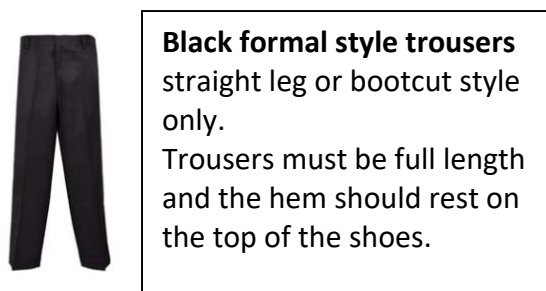 Black formal style trousers
straight leg or bootcut style
only.
Trousers must be full length
and the hem should rest on
the top of the shoes.